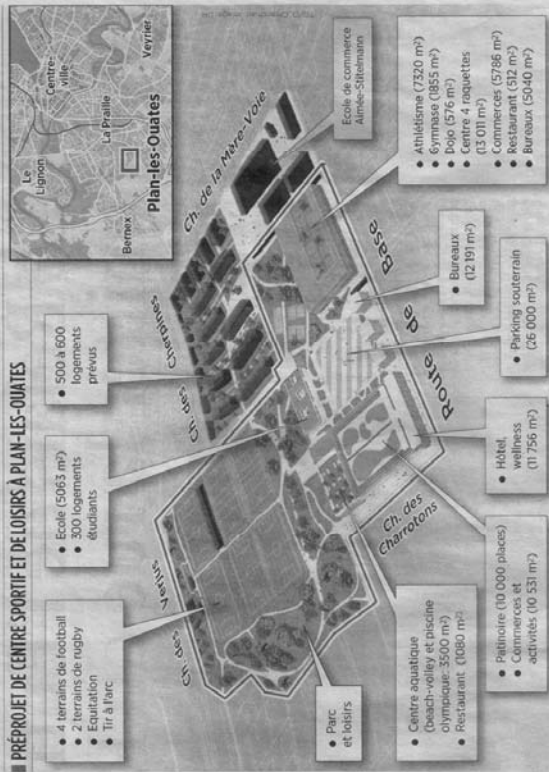 PRÉPROJET DE CENTRE SPORTIF ET DE LOISIRS À PLAN-LES-OUATES
• 4 terrains de football
• 2 terrains de rugby
• Equitation
• Tir à l'arc
• Ecole (5063 m²)
• 300 logements
étudiants
• 500 à 600
logements
prévus
Le
Lignon
Centre-
ville
Bernex
La Praille
Veyrier
Plan-les-Ouates
Ch. des Verjus
Ch. des Cherpines
Ch. de la Mère-Voie
Ecole de commerce
Aimée-Stitelmann
• Parc
et loisirs
Ch. des
Charrotons
Route de Base
• Centre aquatique
(beach-volley et piscine
olympique: 3500 m²)
• Restaurant (1080 m²)
• Patinoire (10 000 places)
• Commerces et
activités (10 531 m²)
• Hôtel,
wellness
(11 756 m²)
• Parking souterrain
(26 000 m²)
• Bureaux
(12 191 m²)
• Athlétisme (7320 m²)
• Gymnase (1855 m²)
• Dojo (576 m²)
• Centre 4 raquettes
(13 011 m²)
• Commerces (5786 m²)
• Restaurant (512 m²)
• Bureaux (5040 m²)